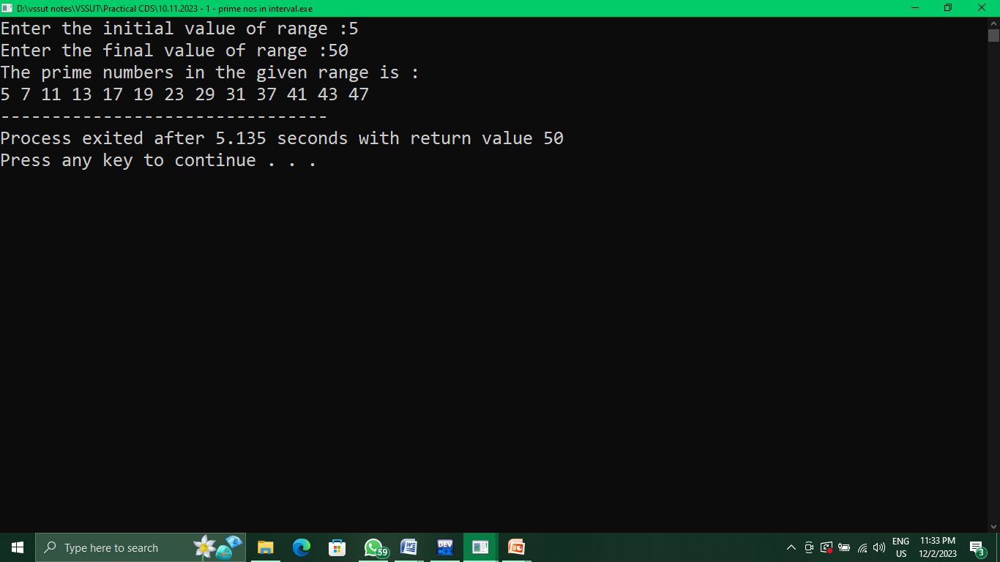 D:\vssut notes\VSSUT\Practical CDS\10.11.2023 - 1 - prime nos in interval.exe
Enter the initial value of range :5
Enter the final value of range :50
The prime numbers in the given range is :
5 7 11 13 17 19 23 29 31 37 41 43 47
--------------------------------
Process exited after 5.135 seconds with return value 50
Press any key to continue . . .
Type here to search
59
DEV
ENG
US
11:33 PM
12/2/2023
3